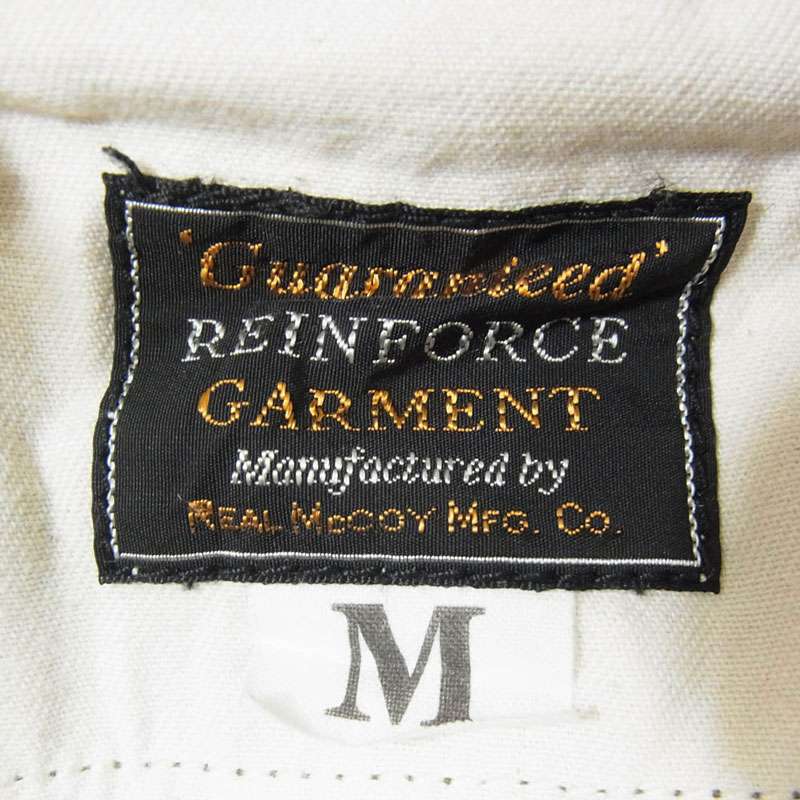 'Guaranteed'
REINFORCE
GARMENT
Manufactured by
REAL McCOY MFG. CO.
M